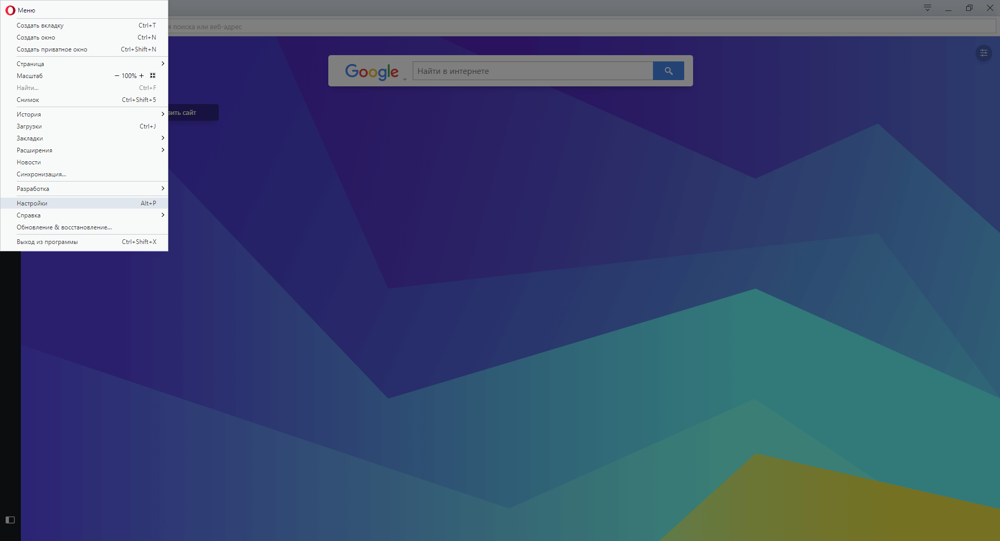 Меню
я поиска или веб-адрес
Создать вкладку Ctrl+T
Создать окно Ctrl+N
Создать приватное окно Ctrl+Shift+N
Страница
Масштаб − 100% +
Найти... Ctrl+F
Снимок Ctrl+Shift+5
История
Загрузки Ctrl+J
Закладки
Расширения
Новости
Синхронизация...
Разработка
Настройки Alt+P
Справка
Обновление & восстановление...
Выход из программы Ctrl+Shift+X
Google Найти в интернете
вить сайт